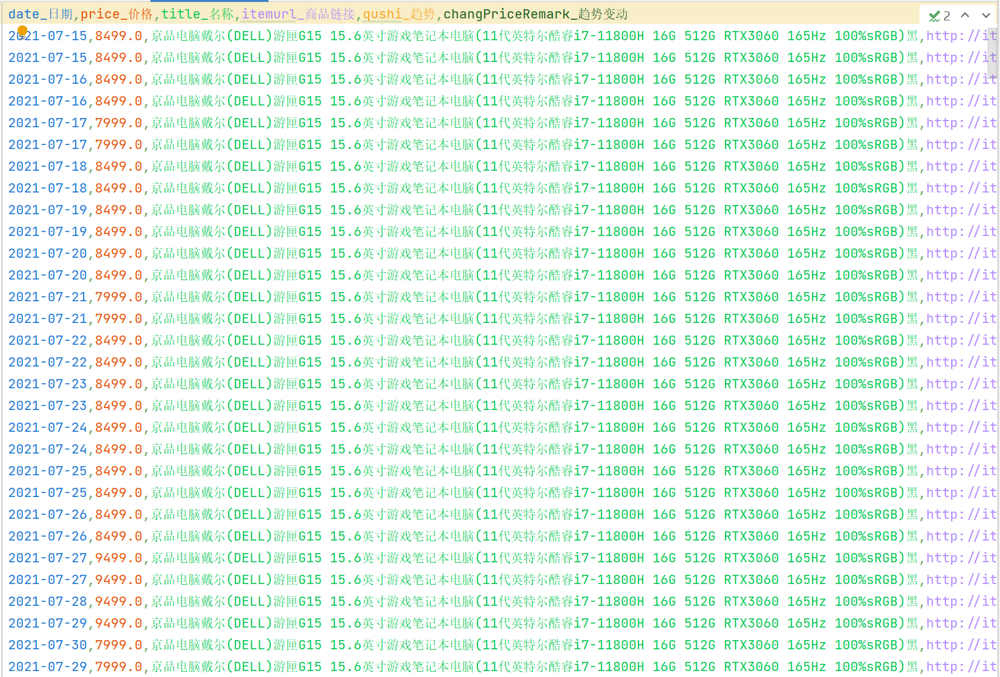 date_日期,price_价格,title_名称,itemurl_商品链接,qushi_趋势,changPriceRemark_趋势变动
2
2021-07-15,8499.0,京品电脑戴尔(DELL)游匣G15 15.6英寸游戏笔记本电脑(11代英特尔酷睿i7-11800H 16G 512G RTX3060 165Hz 100%sRGB)黑,http://it
2021-07-15,8499.0,京品电脑戴尔(DELL)游匣G15 15.6英寸游戏笔记本电脑(11代英特尔酷睿i7-11800H 16G 512G RTX3060 165Hz 100%sRGB)黑,http://it
2021-07-16,8499.0,京品电脑戴尔(DELL)游匣G15 15.6英寸游戏笔记本电脑(11代英特尔酷睿i7-11800H 16G 512G RTX3060 165Hz 100%sRGB)黑,http://it
2021-07-16,8499.0,京品电脑戴尔(DELL)游匣G15 15.6英寸游戏笔记本电脑(11代英特尔酷睿i7-11800H 16G 512G RTX3060 165Hz 100%sRGB)黑,http://it
2021-07-17,7999.0,京品电脑戴尔(DELL)游匣G15 15.6英寸游戏笔记本电脑(11代英特尔酷睿i7-11800H 16G 512G RTX3060 165Hz 100%sRGB)黑,http://it
2021-07-17,7999.0,京品电脑戴尔(DELL)游匣G15 15.6英寸游戏笔记本电脑(11代英特尔酷睿i7-11800H 16G 512G RTX3060 165Hz 100%sRGB)黑,http://it
2021-07-18,8499.0,京品电脑戴尔(DELL)游匣G15 15.6英寸游戏笔记本电脑(11代英特尔酷睿i7-11800H 16G 512G RTX3060 165Hz 100%sRGB)黑,http://it
2021-07-18,8499.0,京品电脑戴尔(DELL)游匣G15 15.6英寸游戏笔记本电脑(11代英特尔酷睿i7-11800H 16G 512G RTX3060 165Hz 100%sRGB)黑,http://it
2021-07-19,8499.0,京品电脑戴尔(DELL)游匣G15 15.6英寸游戏笔记本电脑(11代英特尔酷睿i7-11800H 16G 512G RTX3060 165Hz 100%sRGB)黑,http://it
2021-07-19,8499.0,京品电脑戴尔(DELL)游匣G15 15.6英寸游戏笔记本电脑(11代英特尔酷睿i7-11800H 16G 512G RTX3060 165Hz 100%sRGB)黑,http://it
2021-07-20,8499.0,京品电脑戴尔(DELL)游匣G15 15.6英寸游戏笔记本电脑(11代英特尔酷睿i7-11800H 16G 512G RTX3060 165Hz 100%sRGB)黑,http://it
2021-07-20,8499.0,京品电脑戴尔(DELL)游匣G15 15.6英寸游戏笔记本电脑(11代英特尔酷睿i7-11800H 16G 512G RTX3060 165Hz 100%sRGB)黑,http://it
2021-07-21,7999.0,京品电脑戴尔(DELL)游匣G15 15.6英寸游戏笔记本电脑(11代英特尔酷睿i7-11800H 16G 512G RTX3060 165Hz 100%sRGB)黑,http://it
2021-07-21,7999.0,京品电脑戴尔(DELL)游匣G15 15.6英寸游戏笔记本电脑(11代英特尔酷睿i7-11800H 16G 512G RTX3060 165Hz 100%sRGB)黑,http://it
2021-07-22,8499.0,京品电脑戴尔(DELL)游匣G15 15.6英寸游戏笔记本电脑(11代英特尔酷睿i7-11800H 16G 512G RTX3060 165Hz 100%sRGB)黑,http://it
2021-07-22,8499.0,京品电脑戴尔(DELL)游匣G15 15.6英寸游戏笔记本电脑(11代英特尔酷睿i7-11800H 16G 512G RTX3060 165Hz 100%sRGB)黑,http://it
2021-07-23,8499.0,京品电脑戴尔(DELL)游匣G15 15.6英寸游戏笔记本电脑(11代英特尔酷睿i7-11800H 16G 512G RTX3060 165Hz 100%sRGB)黑,http://it
2021-07-23,8499.0,京品电脑戴尔(DELL)游匣G15 15.6英寸游戏笔记本电脑(11代英特尔酷睿i7-11800H 16G 512G RTX3060 165Hz 100%sRGB)黑,http://it
2021-07-24,8499.0,京品电脑戴尔(DELL)游匣G15 15.6英寸游戏笔记本电脑(11代英特尔酷睿i7-11800H 16G 512G RTX3060 165Hz 100%sRGB)黑,http://it
2021-07-24,8499.0,京品电脑戴尔(DELL)游匣G15 15.6英寸游戏笔记本电脑(11代英特尔酷睿i7-11800H 16G 512G RTX3060 165Hz 100%sRGB)黑,http://it
2021-07-25,8499.0,京品电脑戴尔(DELL)游匣G15 15.6英寸游戏笔记本电脑(11代英特尔酷睿i7-11800H 16G 512G RTX3060 165Hz 100%sRGB)黑,http://it
2021-07-25,8499.0,京品电脑戴尔(DELL)游匣G15 15.6英寸游戏笔记本电脑(11代英特尔酷睿i7-11800H 16G 512G RTX3060 165Hz 100%sRGB)黑,http://it
2021-07-26,8499.0,京品电脑戴尔(DELL)游匣G15 15.6英寸游戏笔记本电脑(11代英特尔酷睿i7-11800H 16G 512G RTX3060 165Hz 100%sRGB)黑,http://it
2021-07-26,8499.0,京品电脑戴尔(DELL)游匣G15 15.6英寸游戏笔记本电脑(11代英特尔酷睿i7-11800H 16G 512G RTX3060 165Hz 100%sRGB)黑,http://it
2021-07-27,9499.0,京品电脑戴尔(DELL)游匣G15 15.6英寸游戏笔记本电脑(11代英特尔酷睿i7-11800H 16G 512G RTX3060 165Hz 100%sRGB)黑,http://it
2021-07-27,9499.0,京品电脑戴尔(DELL)游匣G15 15.6英寸游戏笔记本电脑(11代英特尔酷睿i7-11800H 16G 512G RTX3060 165Hz 100%sRGB)黑,http://it
2021-07-28,9499.0,京品电脑戴尔(DELL)游匣G15 15.6英寸游戏笔记本电脑(11代英特尔酷睿i7-11800H 16G 512G RTX3060 165Hz 100%sRGB)黑,http://it
2021-07-29,9499.0,京品电脑戴尔(DELL)游匣G15 15.6英寸游戏笔记本电脑(11代英特尔酷睿i7-11800H 16G 512G RTX3060 165Hz 100%sRGB)黑,http://it
2021-07-30,7999.0,京品电脑戴尔(DELL)游匣G15 15.6英寸游戏笔记本电脑(11代英特尔酷睿i7-11800H 16G 512G RTX3060 165Hz 100%sRGB)黑,http://it
2021-07-29,7999.0,京品电脑戴尔(DELL)游匣G15 15.6英寸游戏笔记本电脑(11代英特尔酷睿i7-11800H 16G 512G RTX3060 165Hz 100%sRGB)黑,http://it